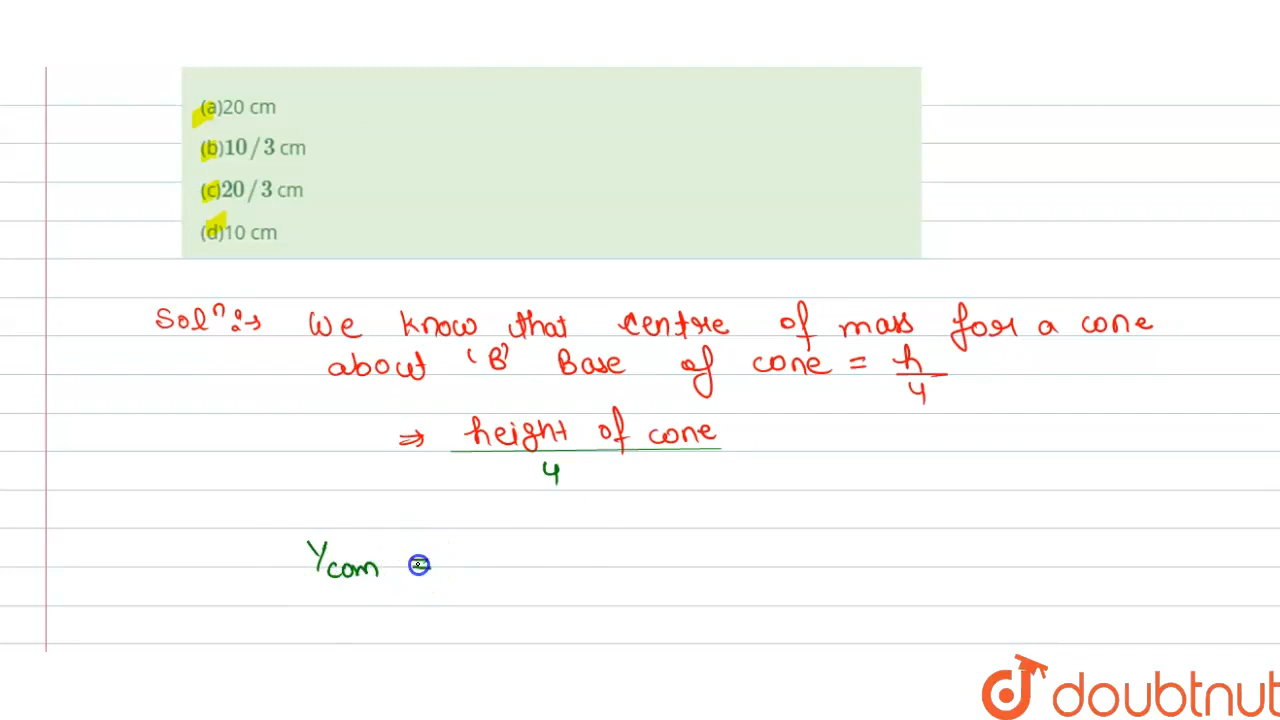 (a)20 cm
(b)10/3 cm
(c)20/3 cm
(d)10 cm
Solⁿ:→ We know that centre of mass for a cone
about 'B' Base of cone = h/4
⇒ height of cone / 4
Ycom =
doubtnut